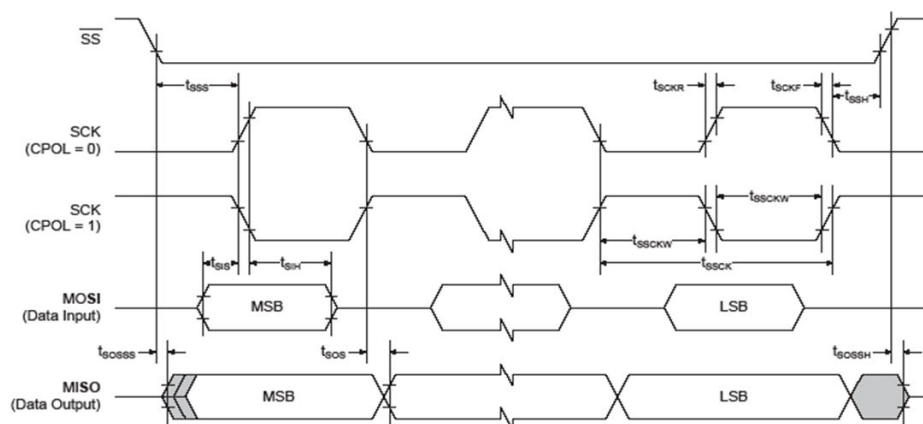 SS
tSSS
tSCKR
tSCKF
tSSH
SCK
(CPOL = 0)
SCK
(CPOL = 1)
tSSCKW
tSSCKW
tSSCK
tSIS
tSIH
MOSI
(Data Input)
MSB
LSB
tSOSSS
tSOS
tSOSSH
MISO
(Data Output)
MSB
LSB